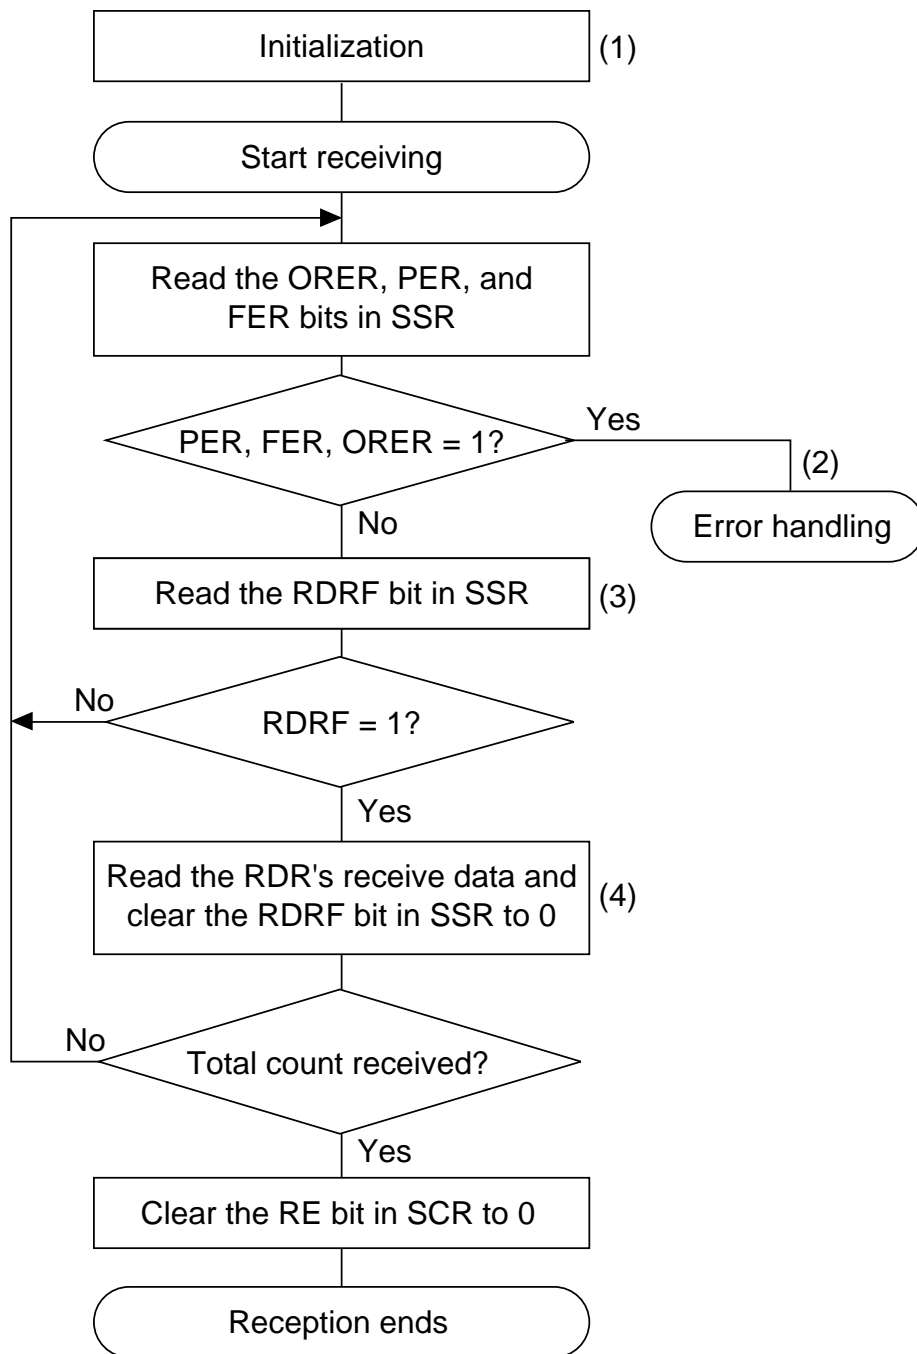 Initialization
(1)
Start receiving
Read the ORER, PER, and
FER bits in SSR
PER, FER, ORER = 1?
Yes
(2)
Error handling
No
Read the RDRF bit in SSR
(3)
No
RDRF = 1?
Yes
Read the RDR's receive data and
clear the RDRF bit in SSR to 0
(4)
No
Total count received?
Yes
Clear the RE bit in SCR to 0
Reception ends